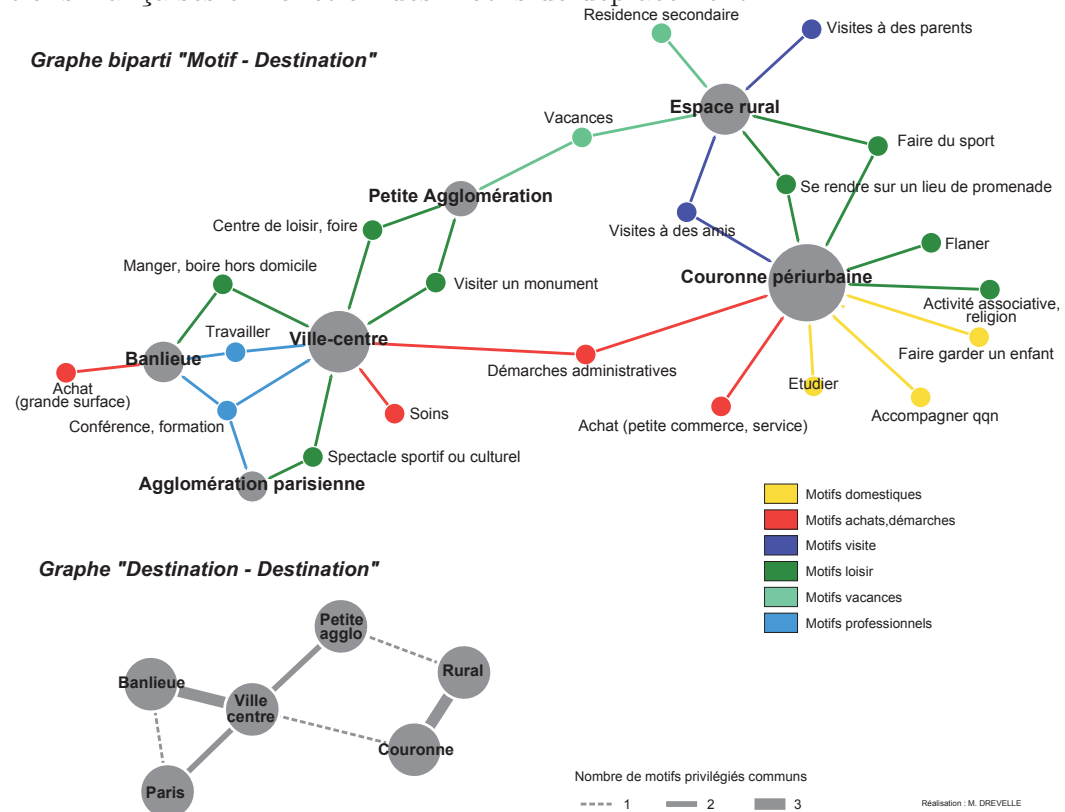 Residence secondaire
Visites à des parents
Graphe biparti "Motif - Destination"
Espace rural
Vacances
Faire du sport
Petite Agglomération
Se rendre sur un lieu de promenade
Centre de loisir, foire
Visites à des amis
Flaner
Manger, boire hors domicile
Visiter un monument
Couronne périurbaine
Activité associative,
religion
Travailler
Ville-centre
Banlieue
Faire garder un enfant
Démarches administratives
Achat
(grande surface)
Etudier
Soins
Accompagner qqn
Conférence, formation
Achat (petite commerce, service)
Spectacle sportif ou culturel
Agglomération parisienne
Motifs domestiques
Motifs achats,démarches
Motifs visite
Motifs loisir
Motifs vacances
Motifs professionnels
Graphe "Destination - Destination"
Petite
agglo
Rural
Banlieue
Ville
centre
Couronne
Paris
Nombre de motifs privilégiés communs
1 2 3
Réalisation : M. DREVELLE